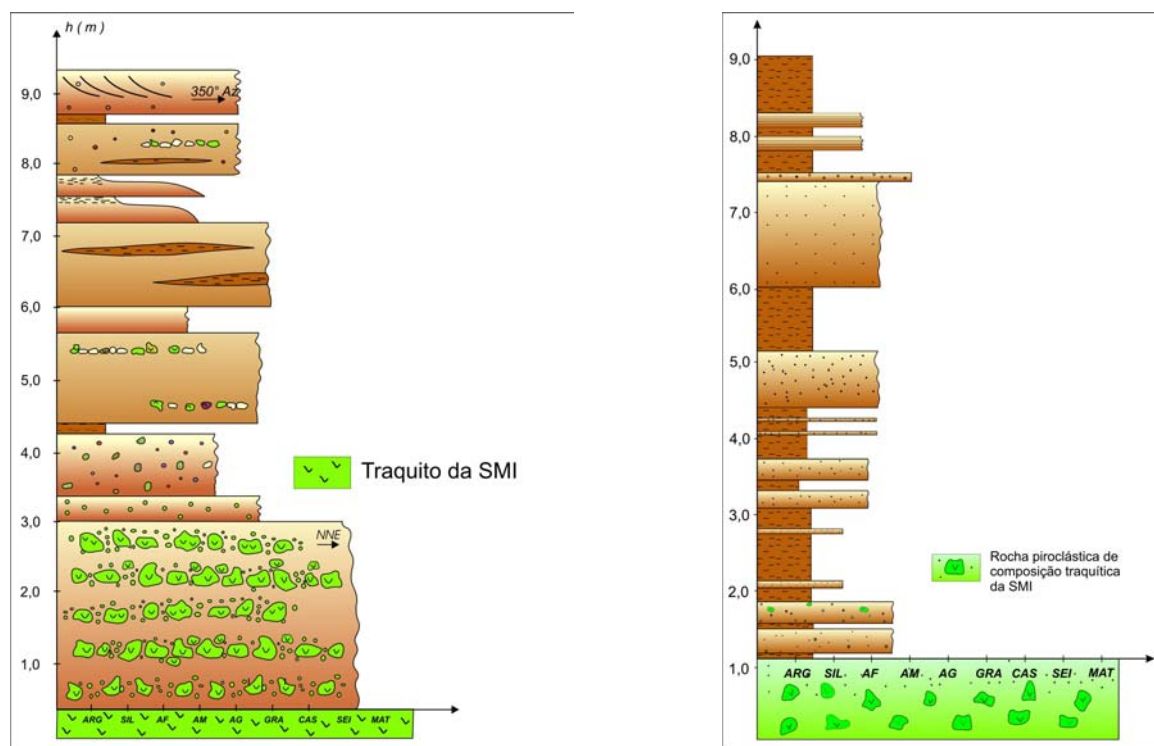 h ( m )
9,0
350° Az
8,0
7,0
6,0
5,0
4,0
Traquito da SMI
3,0
NNE
2,0
1,0
ARG SIL AF AM AG GRA CAS SEI MAT
9,0
8,0
7,0
6,0
5,0
4,0
3,0
Rocha piroclástica de
composição traquítica
da SMI
2,0
1,0
ARG SIL AF AM AG GRA CAS SEI MAT